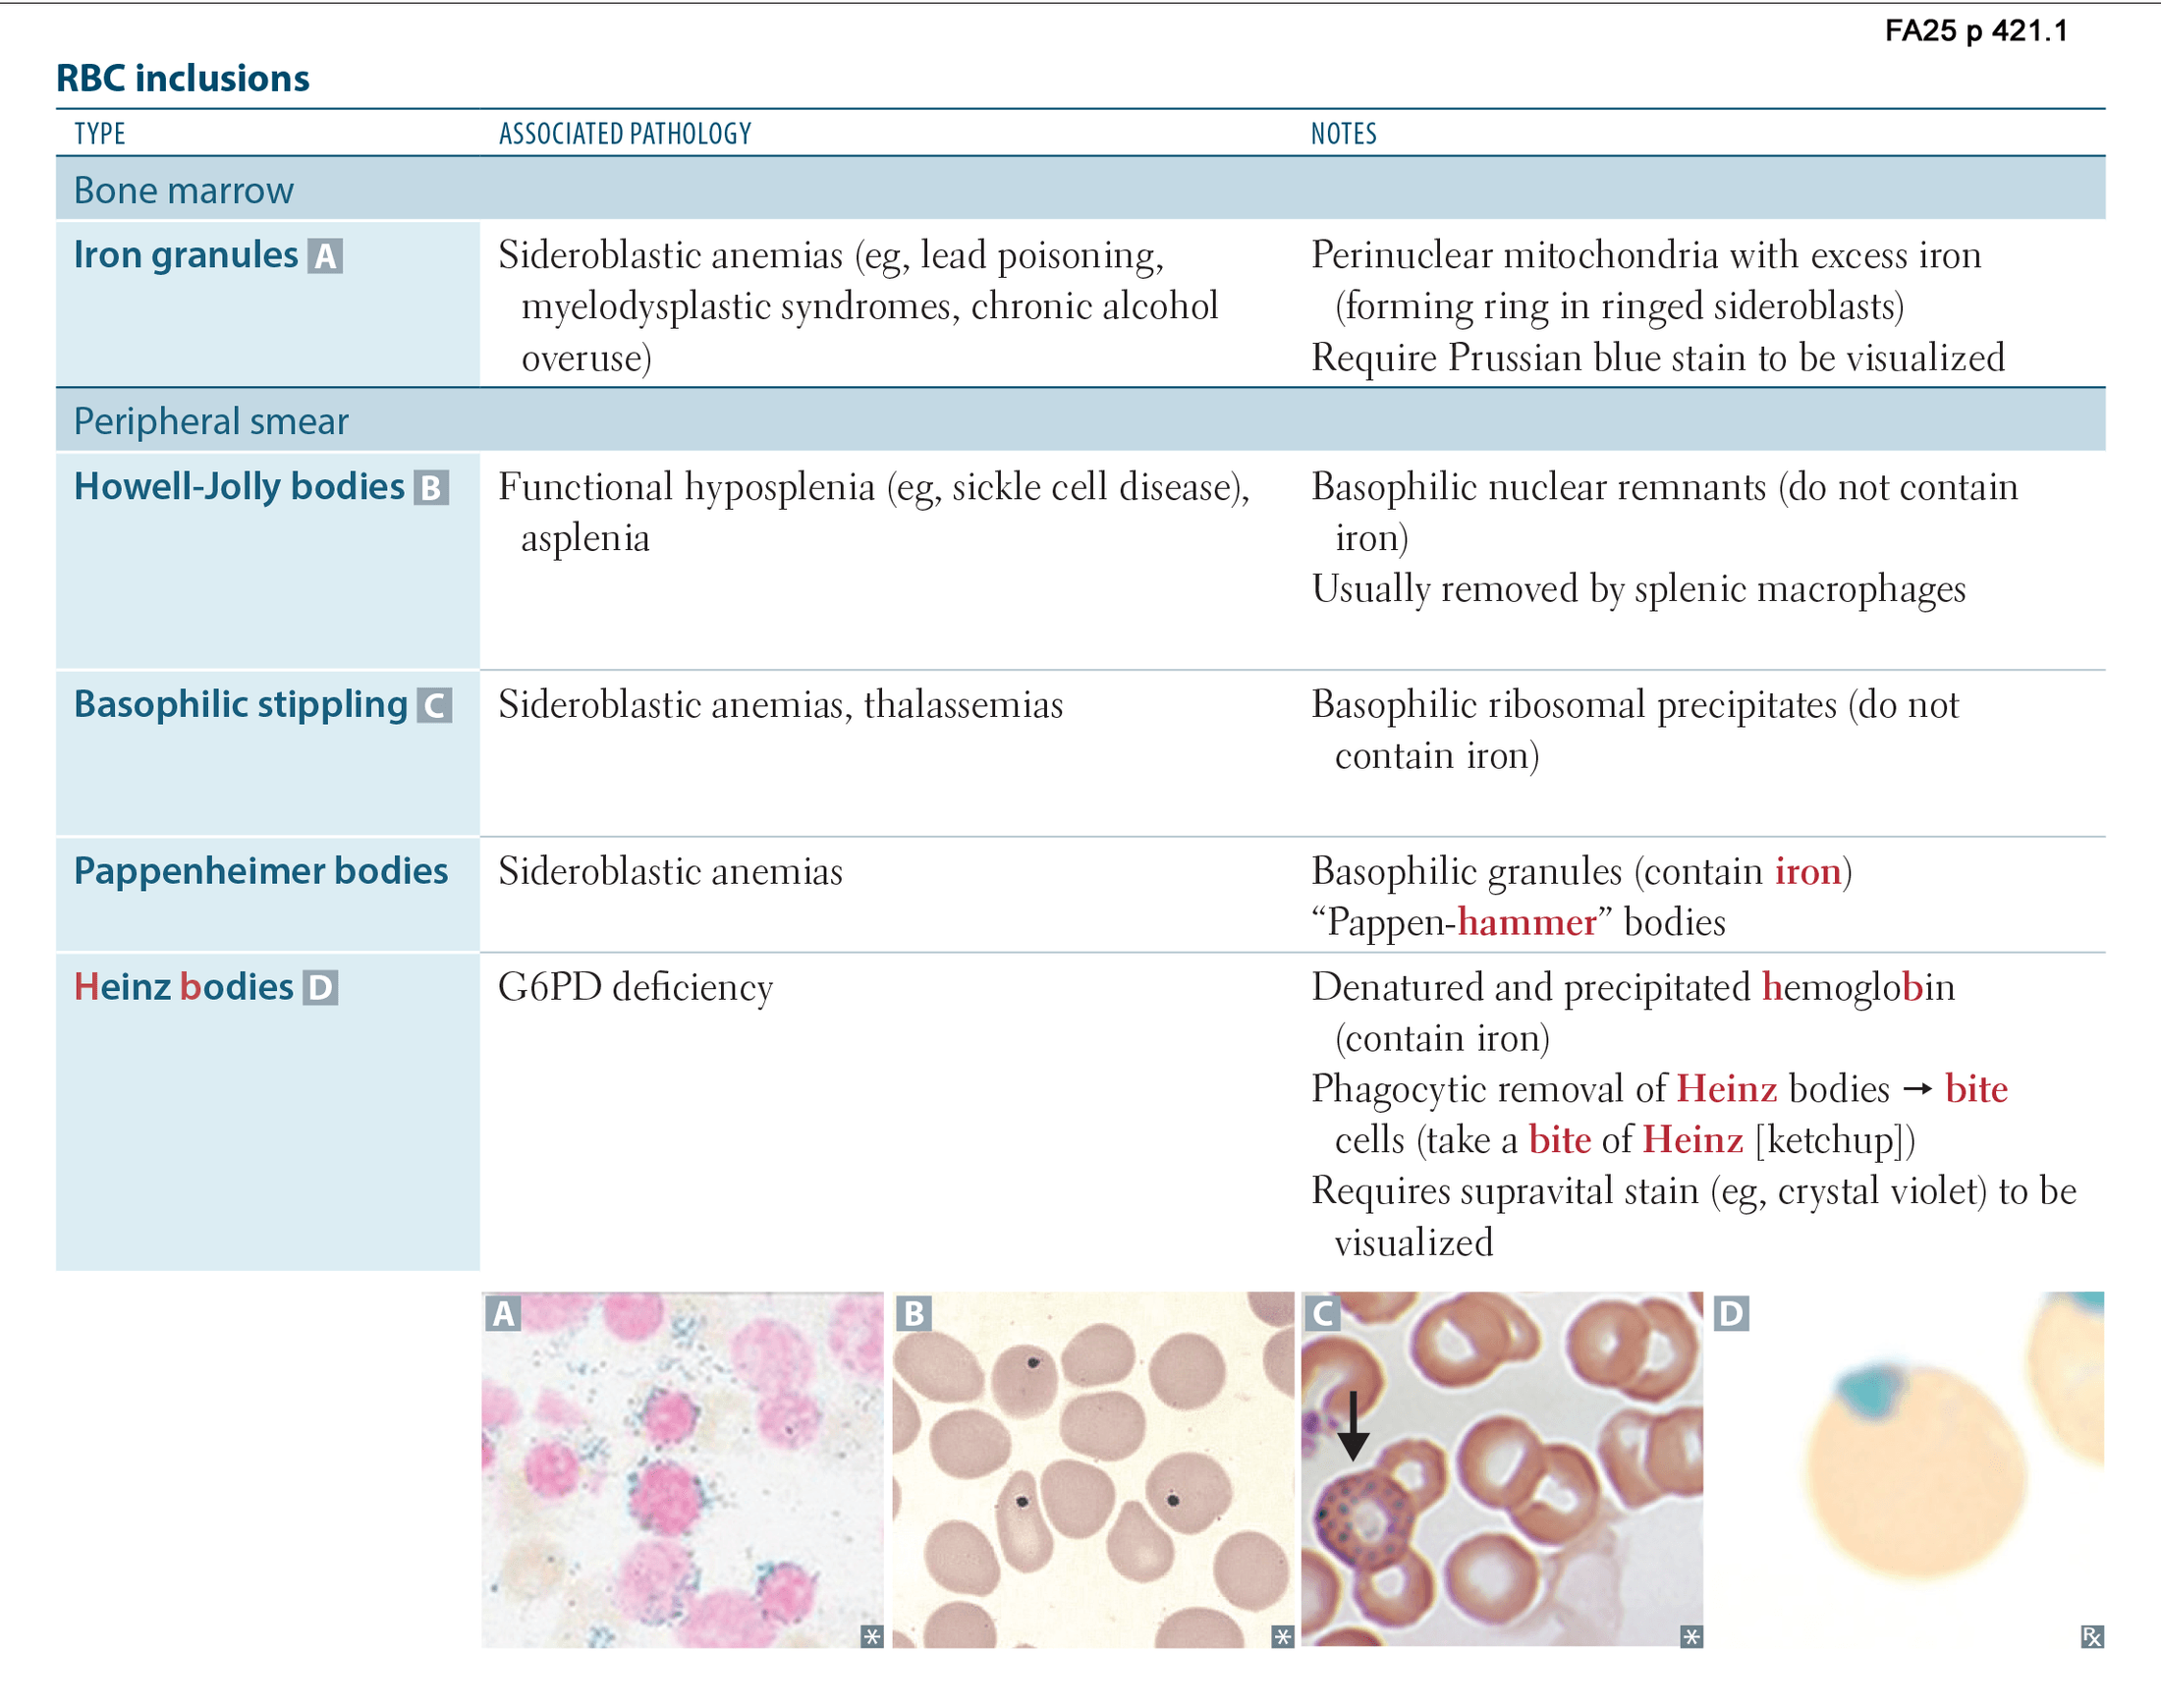 FA25 p 421.1
RBC inclusions
TYPE
ASSOCIATED PATHOLOGY
NOTES
Bone marrow
Iron granules A
Sideroblastic anemias (eg, lead poisoning,
myelodysplastic syndromes, chronic alcohol
overuse)
Perinuclear mitochondria with excess iron
(forming ring in ringed sideroblasts)
Require Prussian blue stain to be visualized
Peripheral smear
Howell-Jolly bodies B
Functional hyposplenia (eg, sickle cell disease),
asplenia
Basophilic nuclear remnants (do not contain
iron)
Usually removed by splenic macrophages
Basophilic stippling C
Sideroblastic anemias, thalassemias
Basophilic ribosomal precipitates (do not
contain iron)
Pappenheimer bodies
Sideroblastic anemias
Basophilic granules (contain iron)
“Pappen-hammer” bodies
Heinz bodies D
G6PD deficiency
Denatured and precipitated hemoglobin
(contain iron)
Phagocytic removal of Heinz bodies → bite
cells (take a bite of Heinz [ketchup])
Requires supravital stain (eg, crystal violet) to be
visualized
A
B
C
D
*
*
*
℞